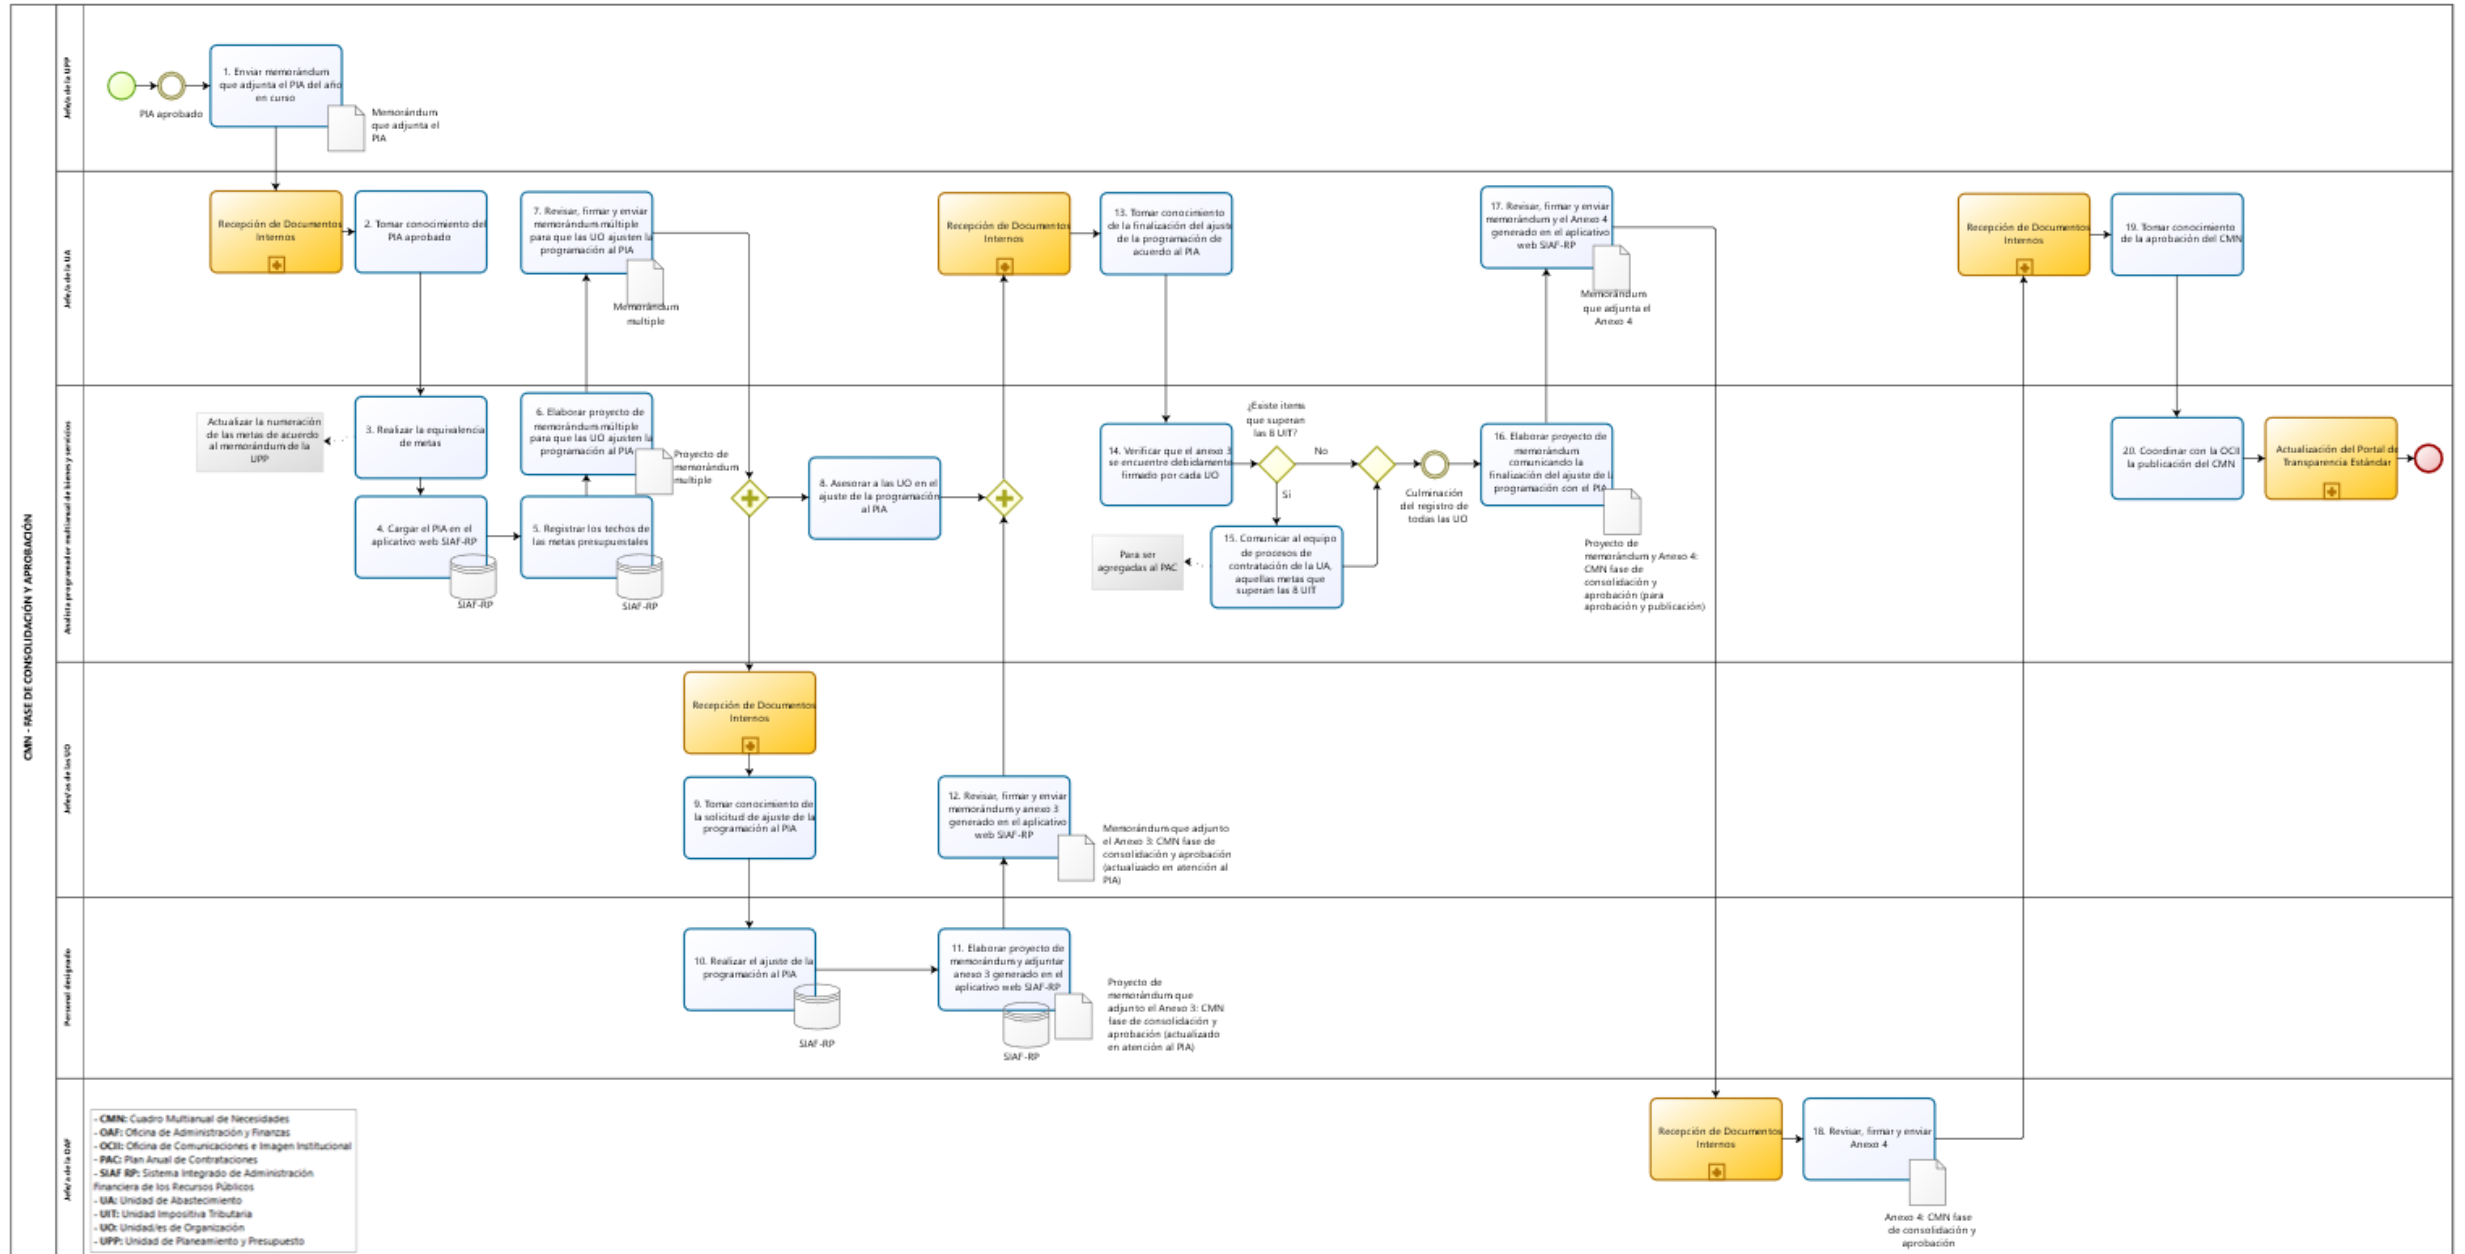 CMN - FASE DE CONSOLIDACIÓN Y APROBACIÓN
Jefe/a de la UPP
PIA aprobado
1. Enviar memorándum
que adjunta el PIA del año
en curso
Memorándum
que adjunta el
PIA
Jefe/a de la UA
Recepción de Documentos
Internos
2. Tomar conocimiento del
PIA aprobado
7. Revisar, firmar y enviar
memorándum múltiple
para que las UO ajusten la
programación al PIA
Memorándum
multiple
Recepción de Documentos
Internos
13. Tomar conocimiento
de la finalización del ajuste
de la programación de
acuerdo al PIA
17. Revisar, firmar y enviar
memorándum y el Anexo 4
generado en el aplicativo
web SIAF-RP
Memorándum
que adjunta el
Anexo 4
Recepción de Documentos
Internos
19. Tomar conocimiento
de la aprobación del CMN
Analista programador multianual de bienes y servicios
Actualizar la numeración
de las metas de acuerdo
al memorándum de la
UPP
3. Realizar la equivalencia
de metas
4. Cargar el PIA en el
aplicativo web SIAF-RP
SIAF-RP
6. Elaborar proyecto de
memorándum múltiple
para que las UO ajusten la
programación al PIA
Proyecto de
memorándum
multiple
5. Registrar los techos de
las metas presupuestales
SIAF-RP
8. Asesorar a las UO en el
ajuste de la programación
al PIA
14. Verificar que el anexo 3
se encuentre debidamente
firmado por cada UO
¿Existe items
que superan
las 8 UIT?
No
Si
Para ser
agregadas al PAC
15. Comunicar al equipo
de procesos de
contratación de la UA,
aquellas metas que
superan las 8 UIT
Culminación
del registro de
todas las UO
16. Elaborar proyecto de
memorándum
comunicando la
finalización del ajuste de la
programación con el PIA
Proyecto de
memorándum y Anexo 4:
CMN fase de
consolidación y
aprobación (para
aprobación y publicación)
20. Coordinar con la OCII
la publicación del CMN
Actualización del Portal de
Transparencia Estándar
Jefes/as de las UO
Recepción de Documentos
Internos
9. Tomar conocimiento de
la solicitud de ajuste de la
programación al PIA
12. Revisar, firmar y enviar
memorándum y anexo 3
generado en el aplicativo
web SIAF-RP
Memorándum que adjunto
el Anexo 3: CMN fase de
consolidación y aprobación
(actualizado en atención al
PIA)
Personal designado
10. Realizar el ajuste de la
programación al PIA
SIAF-RP
11. Elaborar proyecto de
memorándum y adjuntar
anexo 3 generado en el
aplicativo web SIAF-RP
SIAF-RP
Proyecto de
memorándum que
adjunto el Anexo 3: CMN
fase de consolidación y
aprobación (actualizado
en atención al PIA)
Jefe/a de la OAF
- CMN: Cuadro Multianual de Necesidades
- OAF: Oficina de Administración y Finanzas
- OCII: Oficina de Comunicaciones e Imagen Institucional
- PAC: Plan Anual de Contrataciones
- SIAF RP: Sistema Integrado de Administración
Financiera de los Recursos Públicos
- UA: Unidad de Abastecimiento
- UIT: Unidad Impositiva Tributaria
- UO: Unidad/es de Organización
- UPP: Unidad de Planeamiento y Presupuesto
Recepción de Documentos
Internos
18. Revisar, firmar y enviar
Anexo 4
Anexo 4: CMN fase
de consolidación y
aprobación